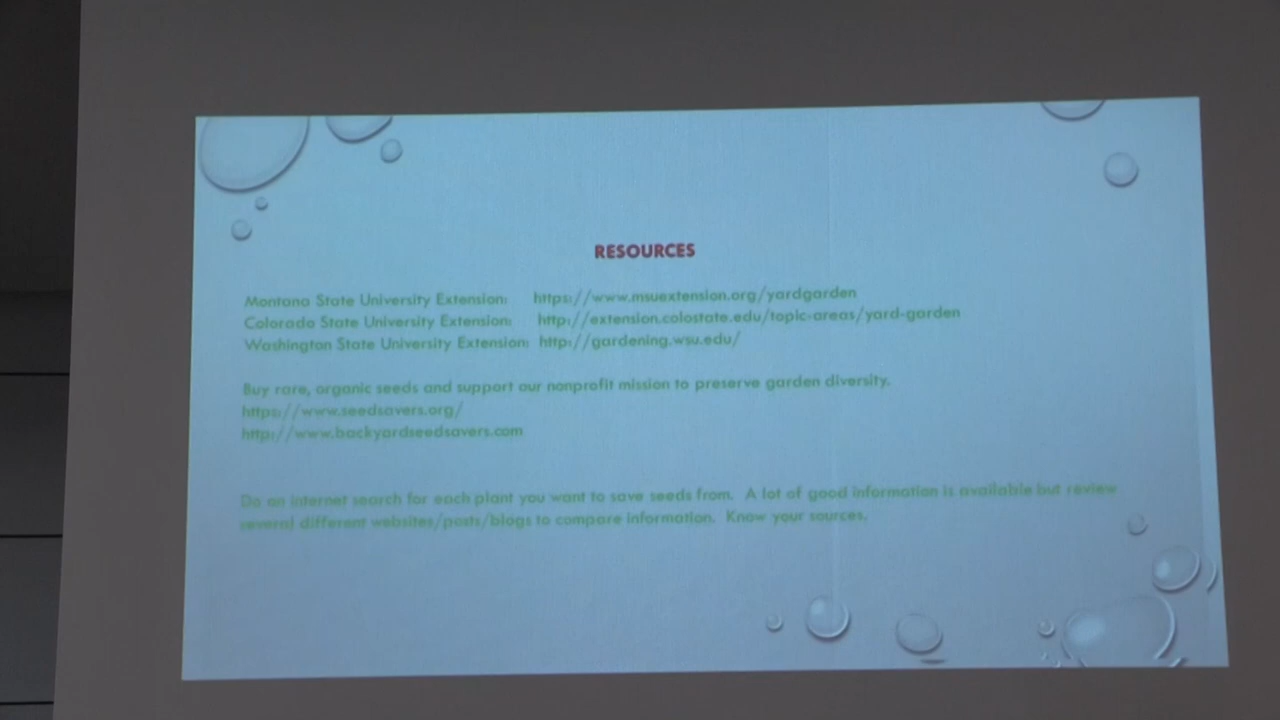 RESOURCES
Montana State University Extension: https://www.msuextension.org/yardgarden
Colorado State University Extension: http://extension.colostate.edu/topic-areas/yard-garden
Washington State University Extension: http://gardening.wsu.edu/
Buy rare, organic seeds and support our nonprofit mission to preserve garden diversity.
https://www.seedsavers.org/
http://www.backyardseedsavers.com
Do an internet search for each plant you want to save seeds from. A lot of good information is available but review
several different websites/posts/blogs to compare information. Know your sources.